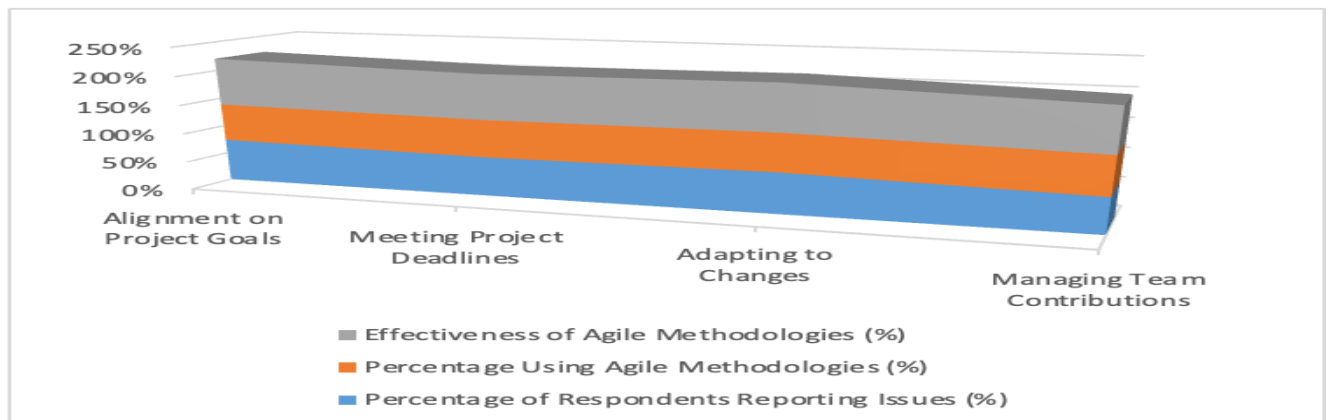 250%
200%
150%
100%
50%
0%
Alignment on
Project Goals
Meeting Project
Deadlines
Adapting to
Changes
Managing Team
Contributions
Effectiveness of Agile Methodologies (%)
Percentage Using Agile Methodologies (%)
Percentage of Respondents Reporting Issues (%)